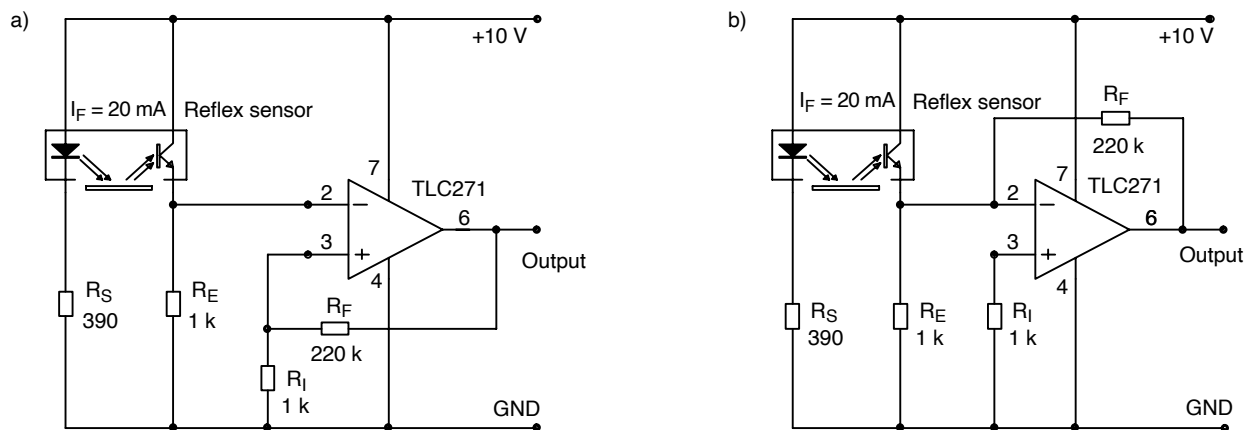 a)
+10 V
I_F = 20 mA Reflex sensor
7
TLC271
2
−
6
3
+
Output
4
R_S
390
R_E
1 k
R_F
220 k
R_I
1 k
GND
b)
+10 V
I_F = 20 mA Reflex sensor
R_F
220 k
7
TLC271
2
−
6
3
+
Output
4
R_S
390
R_E
1 k
R_I
1 k
GND